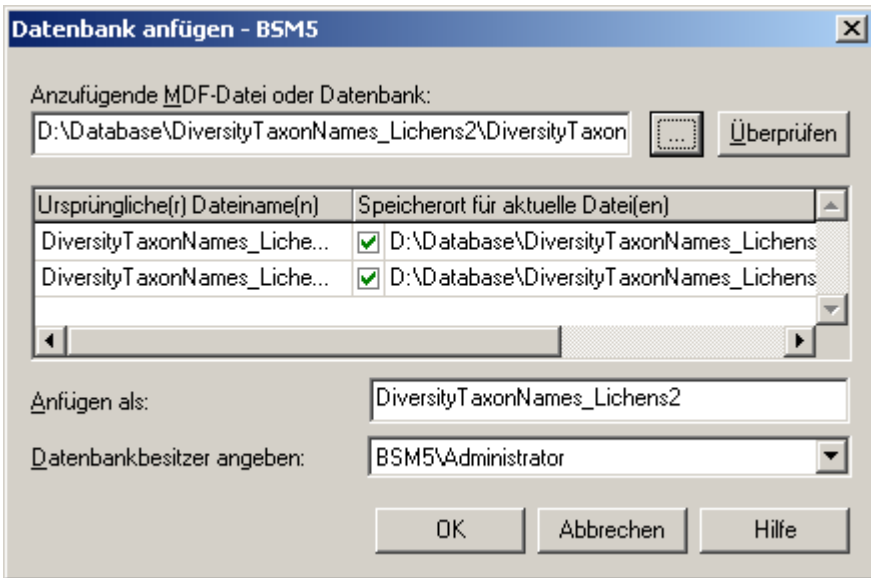 Datenbank anfügen - BSM5
Anzufügende MDF-Datei oder Datenbank:
D:\Database\DiversityTaxonNames_Lichens2\DiversityTaxon ... Überprüfen
Ursprüngliche(r) Dateiname(n) Speicherort für aktuelle Datei(en)
DiversityTaxonNames_Liche... D:\Database\DiversityTaxonNames_Lichens
DiversityTaxonNames_Liche... D:\Database\DiversityTaxonNames_Lichens
Anfügen als: DiversityTaxonNames_Lichens2
Datenbankbesitzer angeben: BSM5\Administrator
OK Abbrechen Hilfe